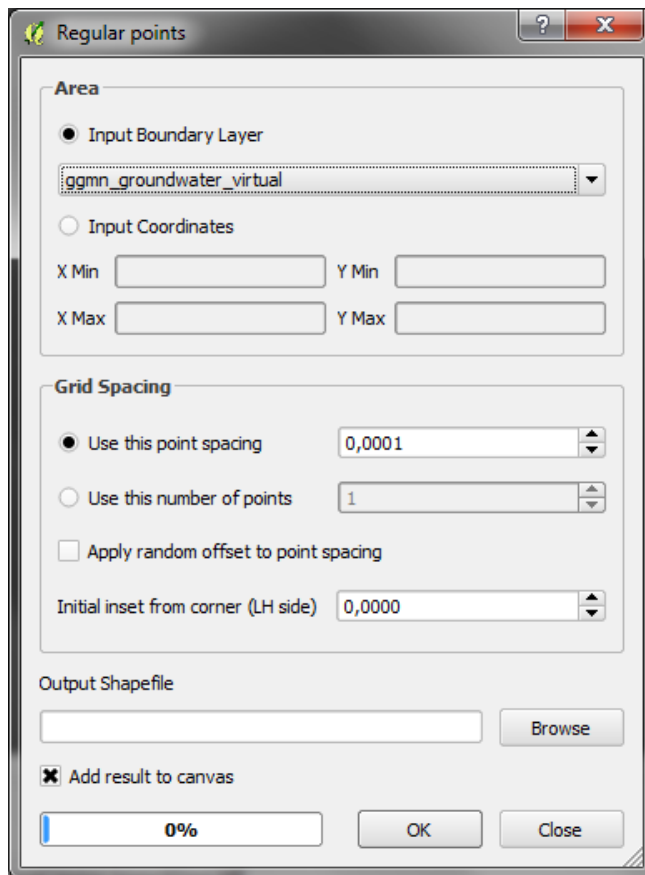 Regular points
?
Area
Input Boundary Layer
ggmn_groundwater_virtual
Input Coordinates
X Min
Y Min
X Max
Y Max
Grid Spacing
Use this point spacing
0,0001
Use this number of points
1
Apply random offset to point spacing
Initial inset from corner (LH side)
0,0000
Output Shapefile
Browse
Add result to canvas
0%
OK
Close